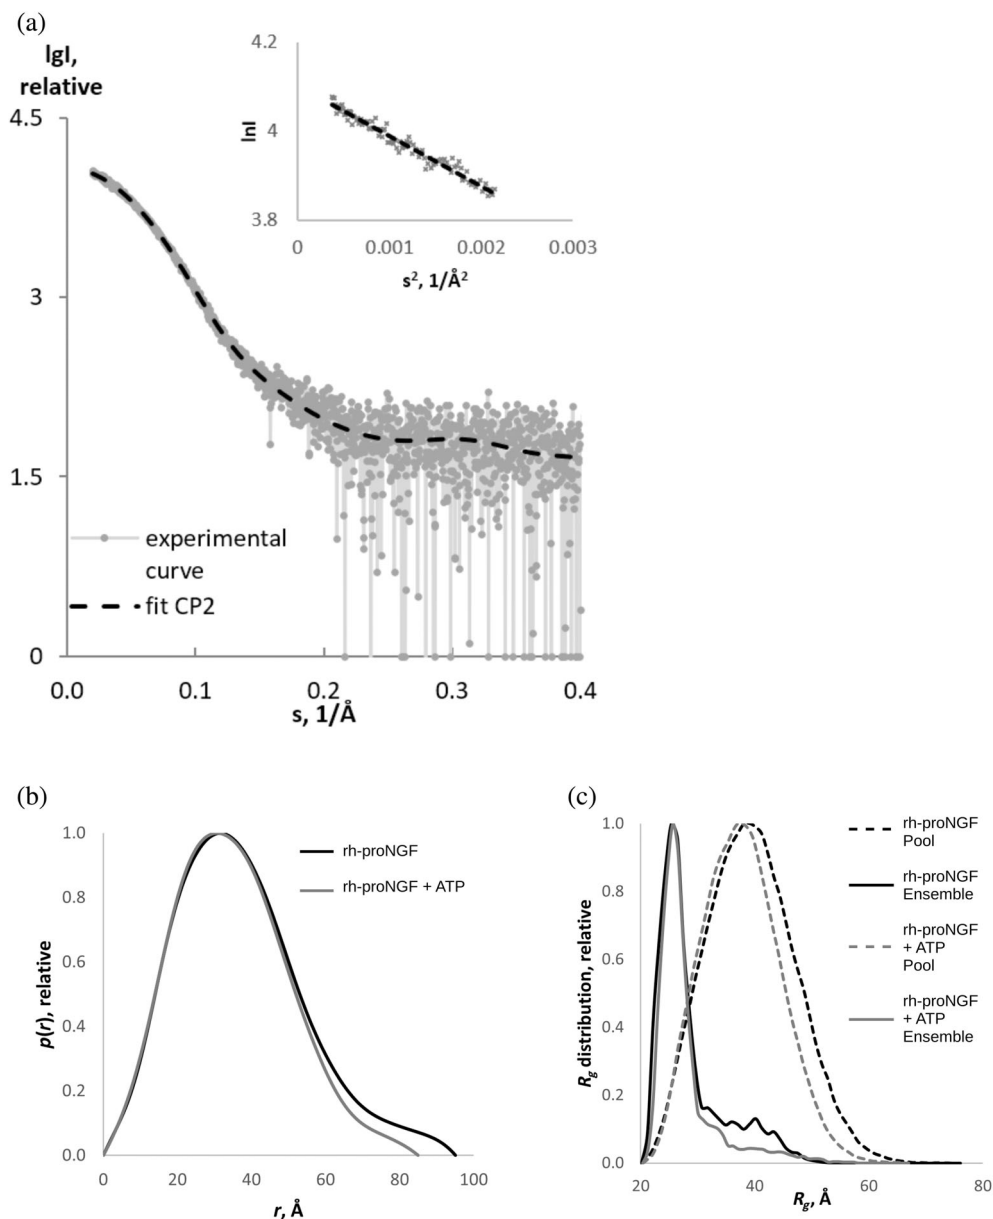 (a)
lgI,
relative
4.5
3
1.5
0
0.0
0.1
0.2
0.3
0.4
s, 1/Å
experimental
curve
fit CP2
4.2
4
3.8
lnI
0
0.001
0.002
0.003
s², 1/Å²
(b)
1.0
0.8
0.6
0.4
0.2
0.0
p(r), relative
0
20
40
60
80
100
r, Å
rh-proNGF
rh-proNGF + ATP
(c)
1.0
0.8
0.6
0.4
0.2
0.0
Rg distribution, relative
20
40
60
80
Rg, Å
rh-proNGF
Pool
rh-proNGF
Ensemble
rh-proNGF
+ ATP
Pool
rh-proNGF
+ ATP
Ensemble